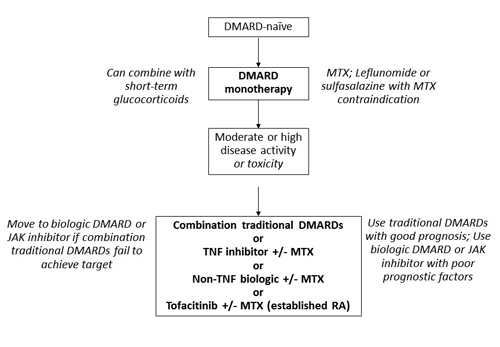 DMARD-naïve
Can combine with
short-term
glucocorticoids
DMARD
monotherapy
MTX; Leflunomide or
sulfasalazine with MTX
contraindication
Moderate or high
disease activity
or toxicity
Move to biologic DMARD or
JAK inhibitor if combination
traditional DMARDs fail to
achieve target
Combination traditional DMARDs
or
TNF inhibitor +/- MTX
or
Non-TNF biologic +/- MTX
or
Tofacitinib +/- MTX (established RA)
Use traditional DMARDs
with good prognosis; Use
biologic DMARD or JAK
inhibitor with poor
prognostic factors